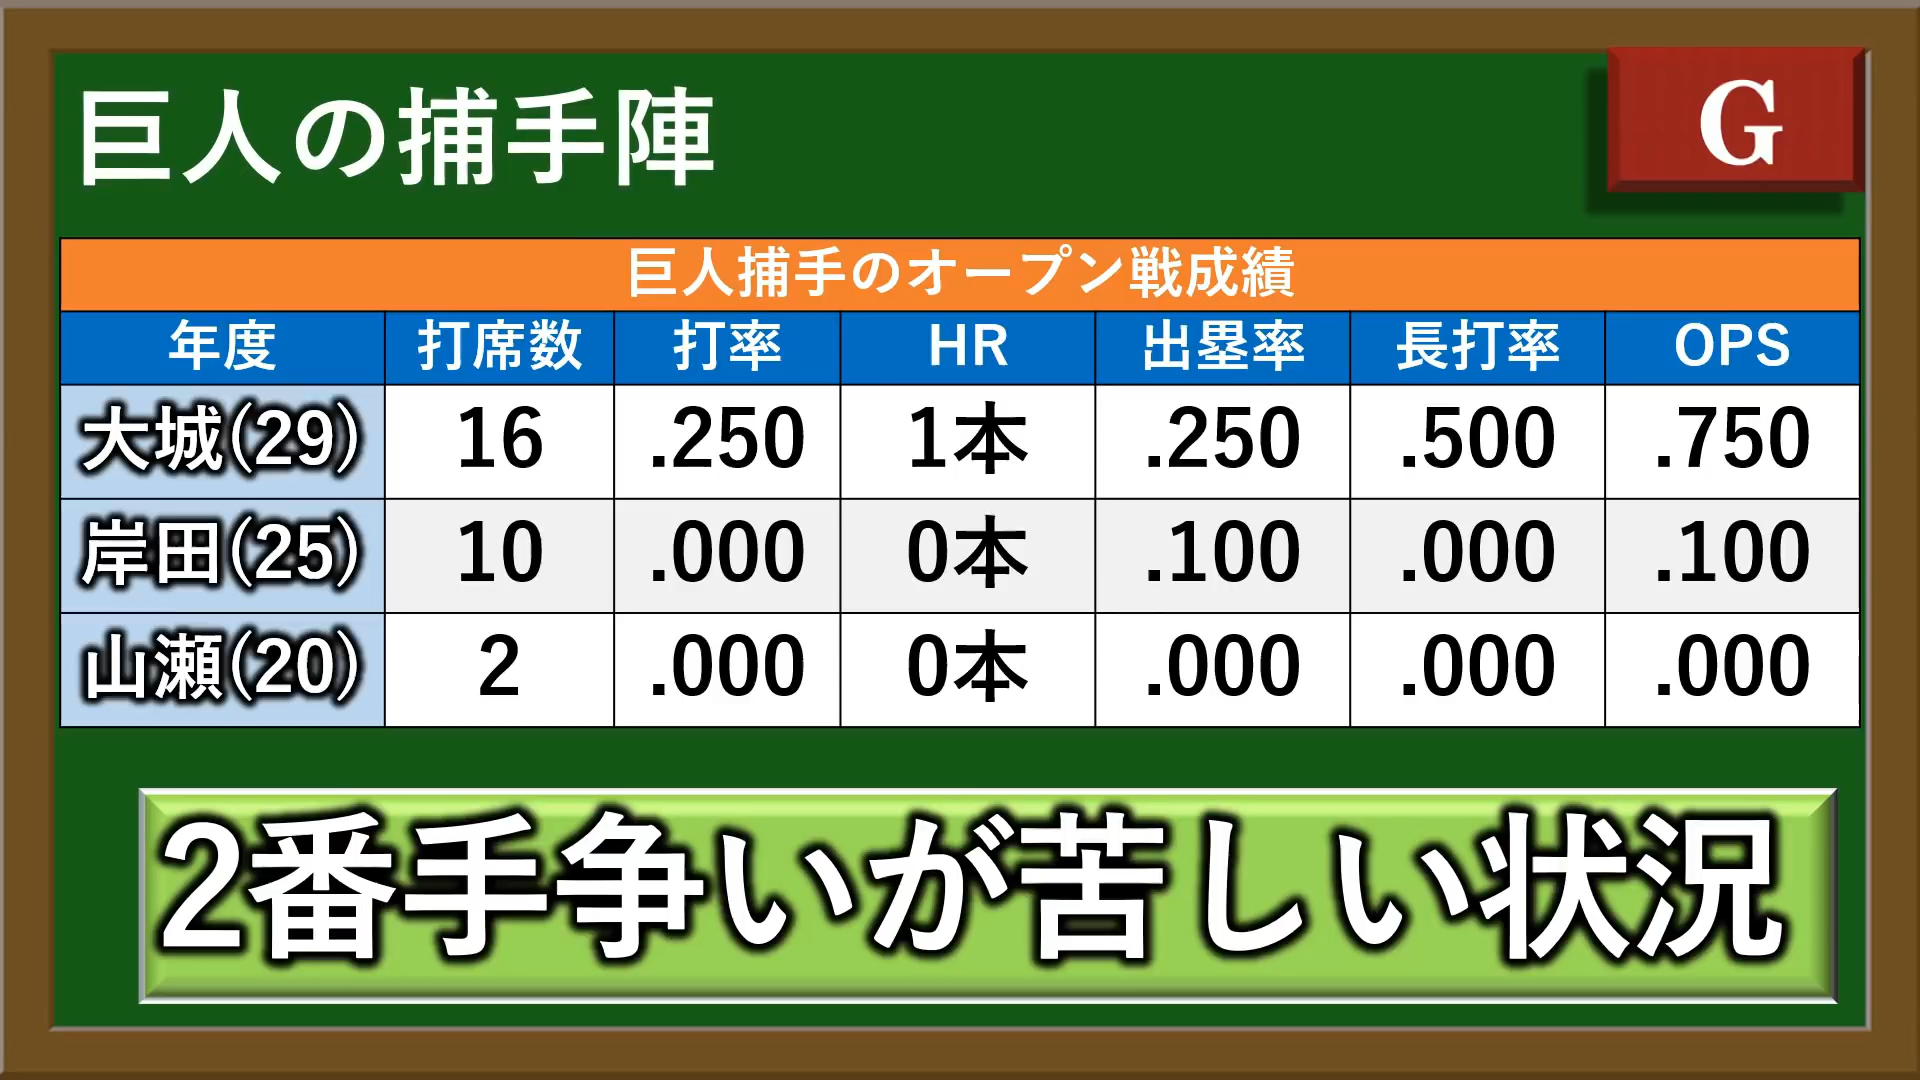 巨人の捕手陣
G
巨人捕手のオープン戦成績
年度 打席数 打率 HR 出塁率 長打率 OPS
大城(29) 16 .250 1本 .250 .500 .750
岸田(25) 10 .000 0本 .100 .000 .100
山瀬(20) 2 .000 0本 .000 .000 .000
2番手争いが苦しい状況